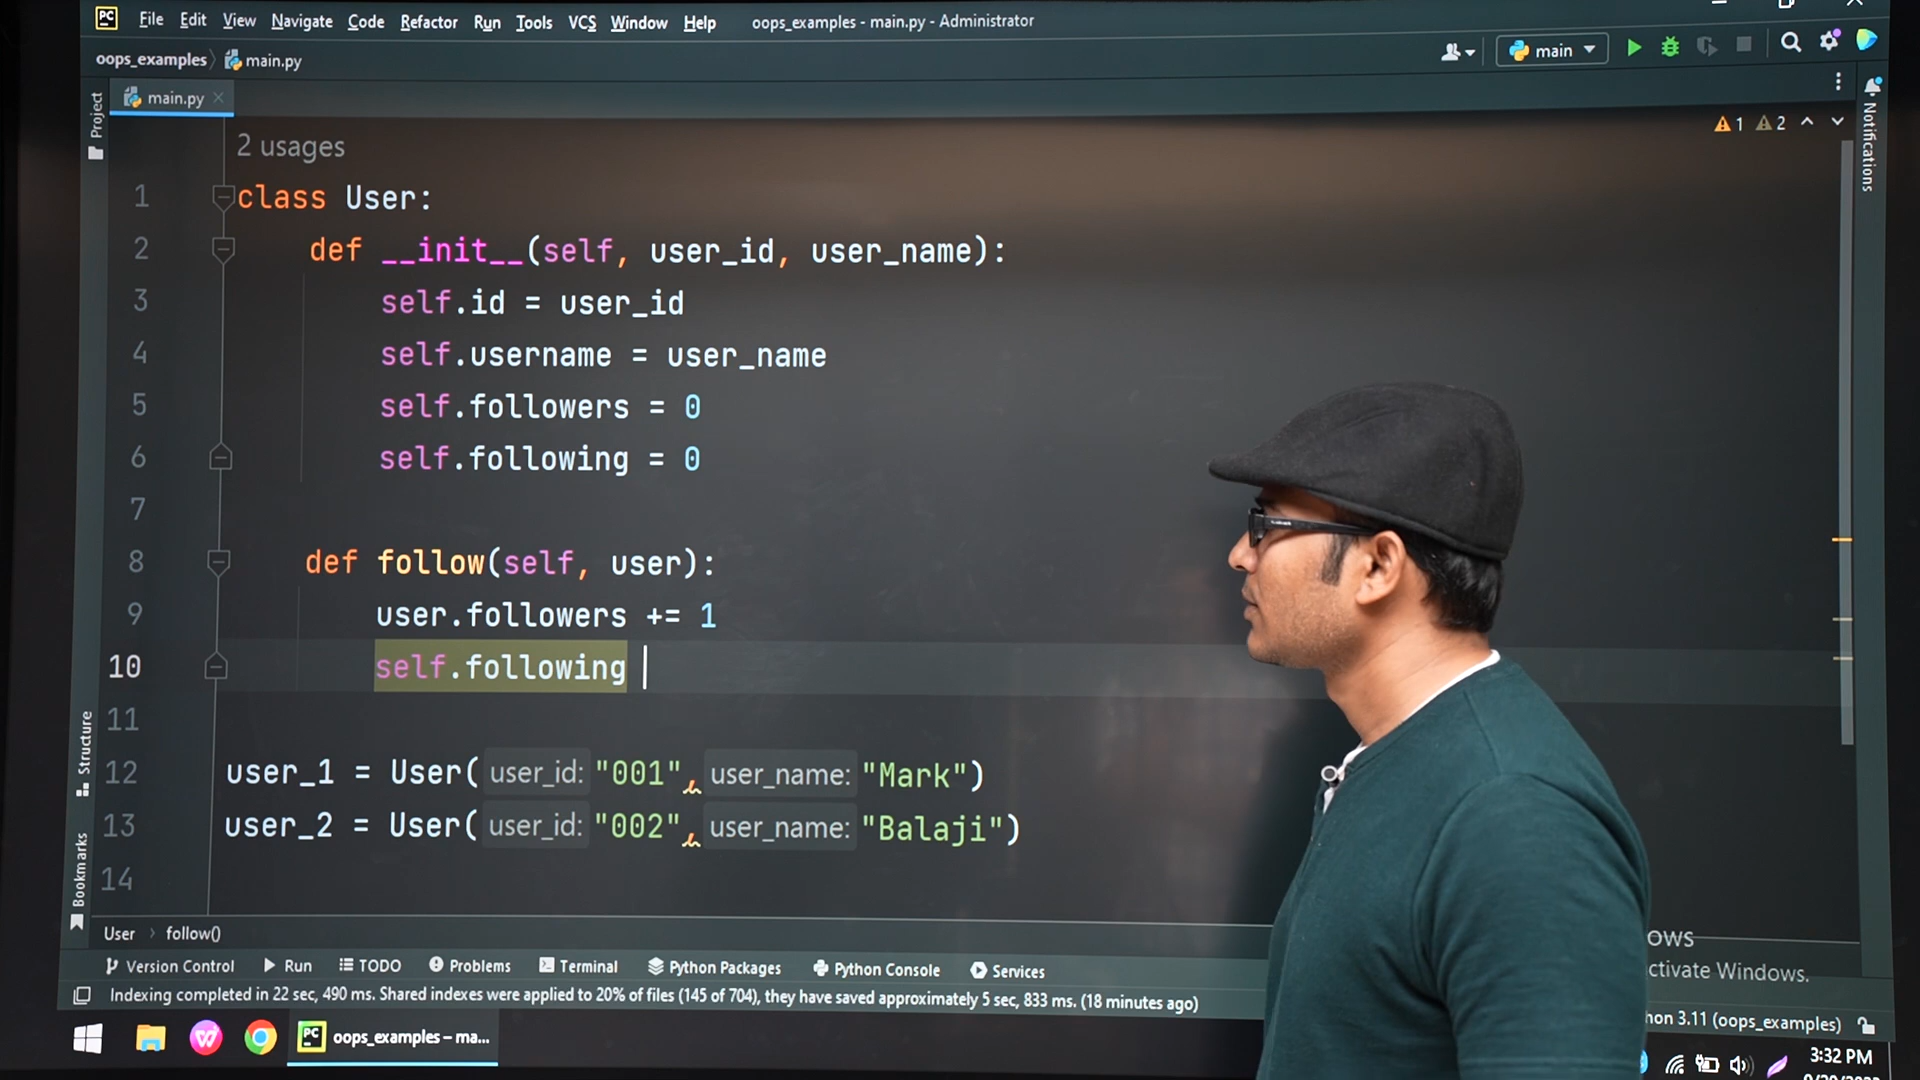 PC File Edit View Navigate Code Refactor Run Tools VCS Window Help oops_examples - main.py - Administrator
oops_examples main.py
main
main.py
Project
Notifications
1 2
2 usages
1 class User:
2 def __init__(self, user_id, user_name):
3 self.id = user_id
4 self.username = user_name
5 self.followers = 0
6 self.following = 0
7
8 def follow(self, user):
9 user.followers += 1
10 self.following
11
12 user_1 = User( user_id: "001", user_name: "Mark")
13 user_2 = User( user_id: "002", user_name: "Balaji")
14
Structure
Bookmarks
User follow()
ows
ctivate Windows.
Version Control Run TODO Problems Terminal Python Packages Python Console Services
Indexing completed in 22 sec, 490 ms. Shared indexes were applied to 20% of files (145 of 704), they have saved approximately 5 sec, 833 ms. (18 minutes ago)
hon 3.11 (oops_examples)
PC oops_examples – ma...
3:32 PM